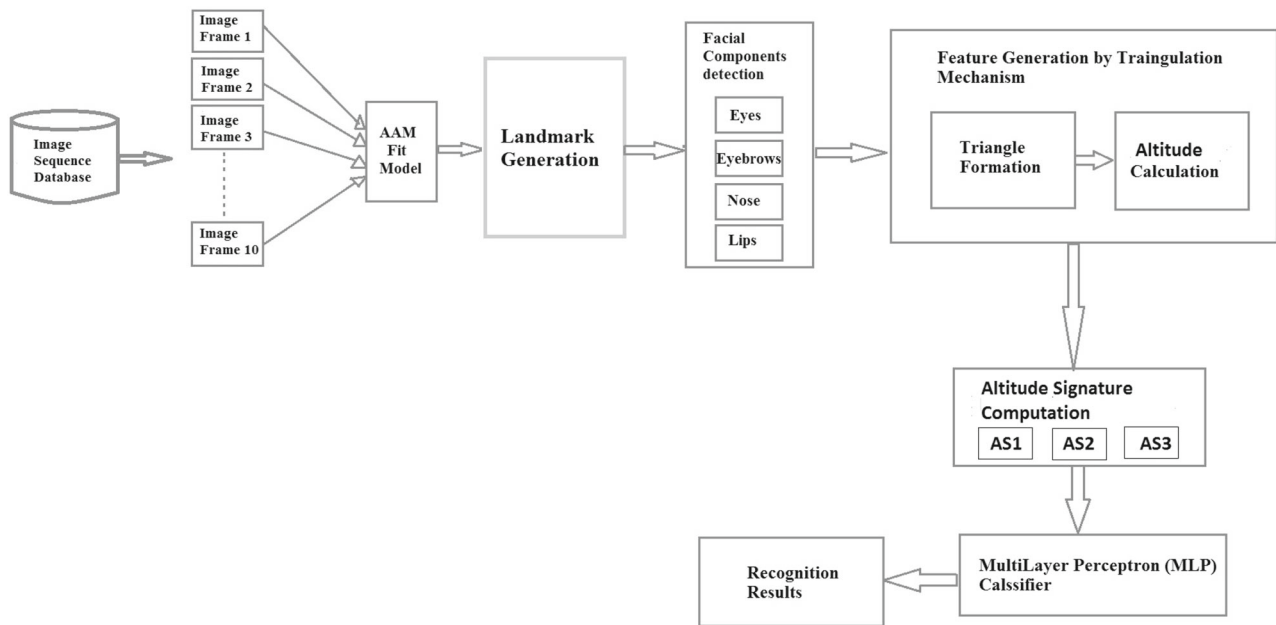 Image
Sequence
Database
Image
Frame 1
Image
Frame 2
Image
Frame 3
Image
Frame 10
AAM
Fit
Model
Landmark
Generation
Facial
Components
detection
Eyes
Eyebrows
Nose
Lips
Feature Generation by Traingulation
Mechanism
Triangle
Formation
Altitude
Calculation
Altitude Signature
Computation
AS1
AS2
AS3
MultiLayer Perceptron (MLP)
Calssifier
Recognition
Results